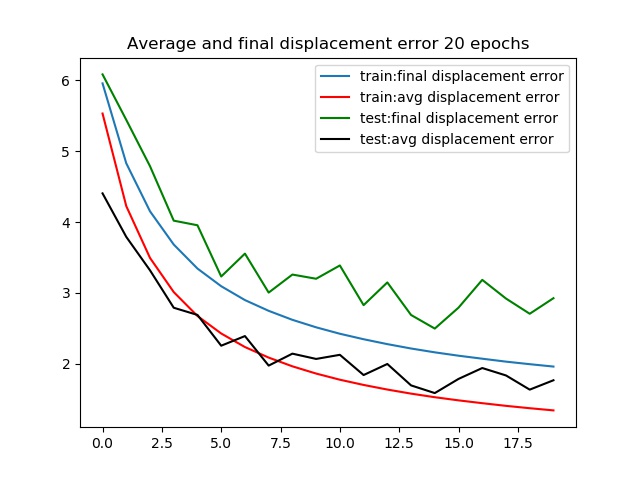 Average and final displacement error 20 epochs
train:final displacement error
train:avg displacement error
test:final displacement error
test:avg displacement error
6
5
4
3
2
0.0 2.5 5.0 7.5 10.0 12.5 15.0 17.5